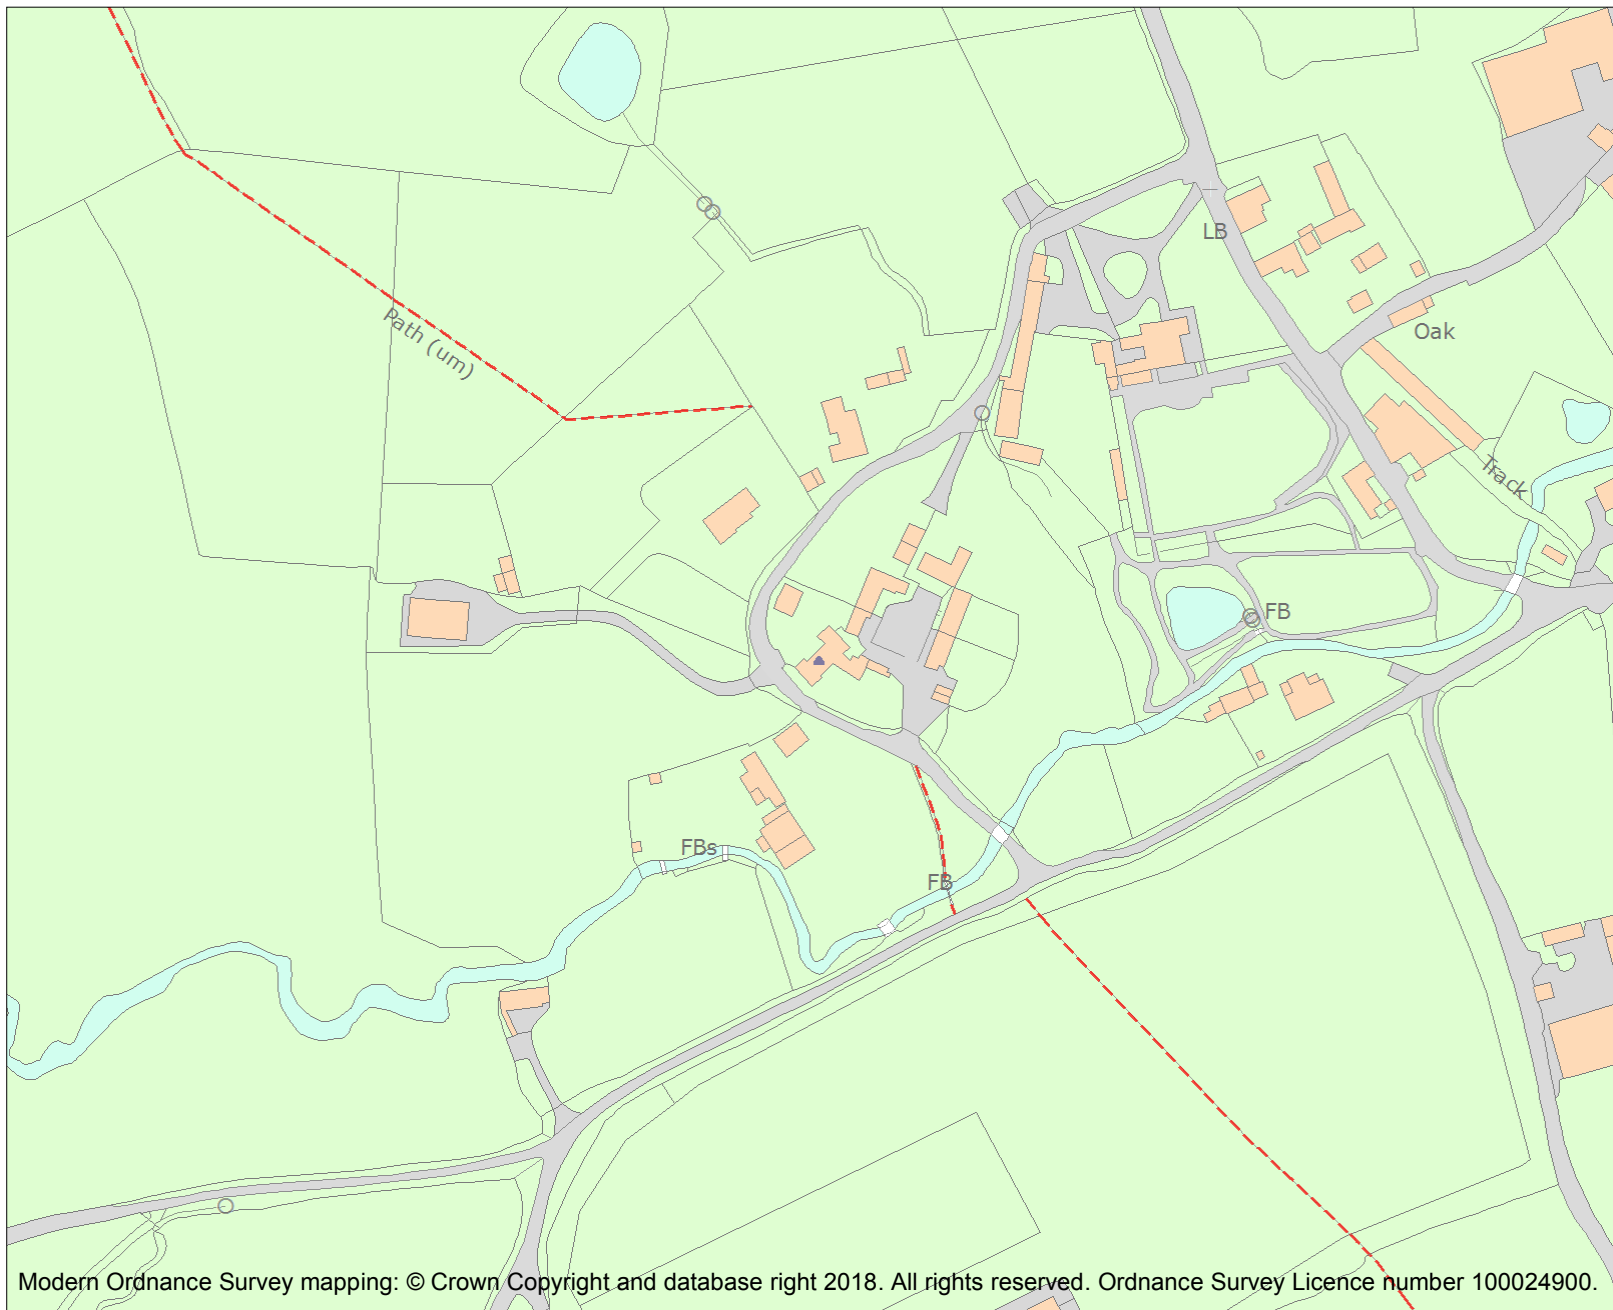 LB
Path (um)
Oak
Track
FB
FBs
FB
Modern Ordnance Survey mapping: © Crown Copyright and database right 2018. All rights reserved. Ordnance Survey Licence number 100024900.